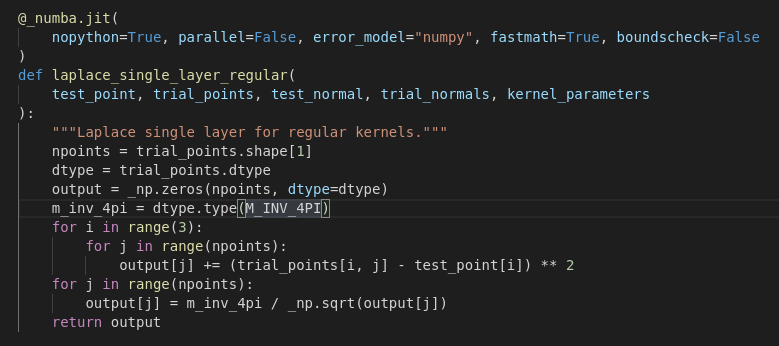 @_numba.jit(
    nopython=True, parallel=False, error_model="numpy", fastmath=True, boundscheck=False
)
def laplace_single_layer_regular(
    test_point, trial_points, test_normal, trial_normals, kernel_parameters
):
    """Laplace single layer for regular kernels."""
    npoints = trial_points.shape[1]
    dtype = trial_points.dtype
    output = _np.zeros(npoints, dtype=dtype)
    m_inv_4pi = dtype.type(M_INV_4PI)
    for i in range(3):
        for j in range(npoints):
            output[j] += (trial_points[i, j] - test_point[i]) ** 2
    for j in range(npoints):
        output[j] = m_inv_4pi / _np.sqrt(output[j])
    return output